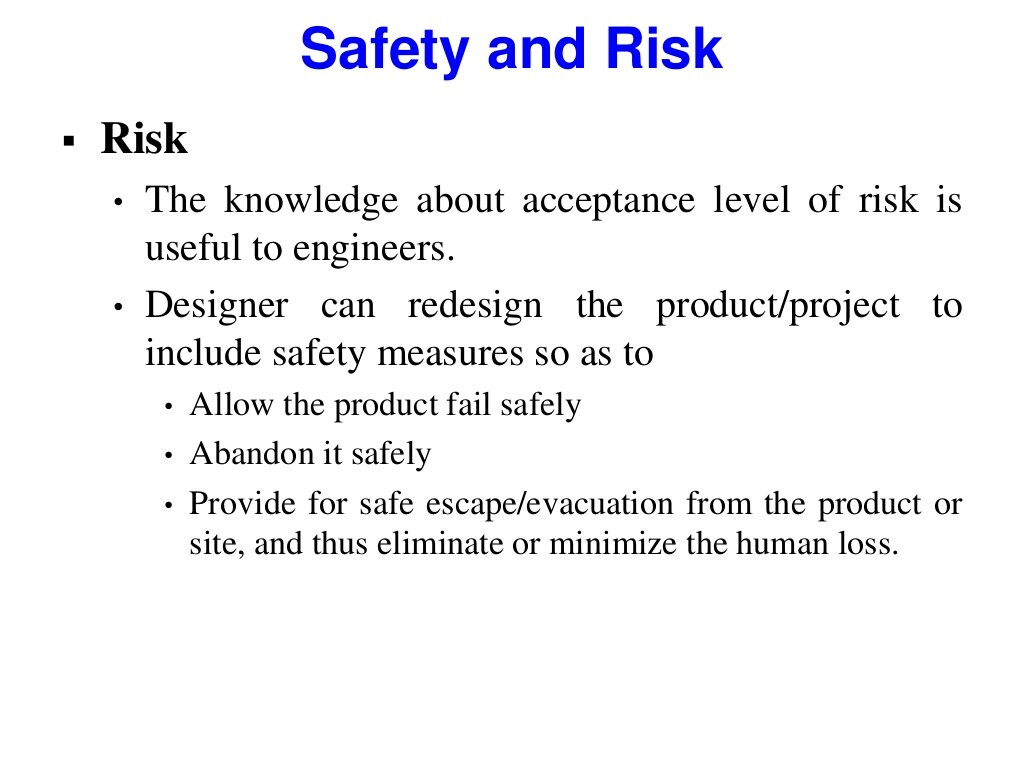 Safety and Risk
▪ Risk
• The knowledge about acceptance level of risk is
useful to engineers.
• Designer can redesign the product/project to
include safety measures so as to
• Allow the product fail safely
• Abandon it safely
• Provide for safe escape/evacuation from the product or
site, and thus eliminate or minimize the human loss.